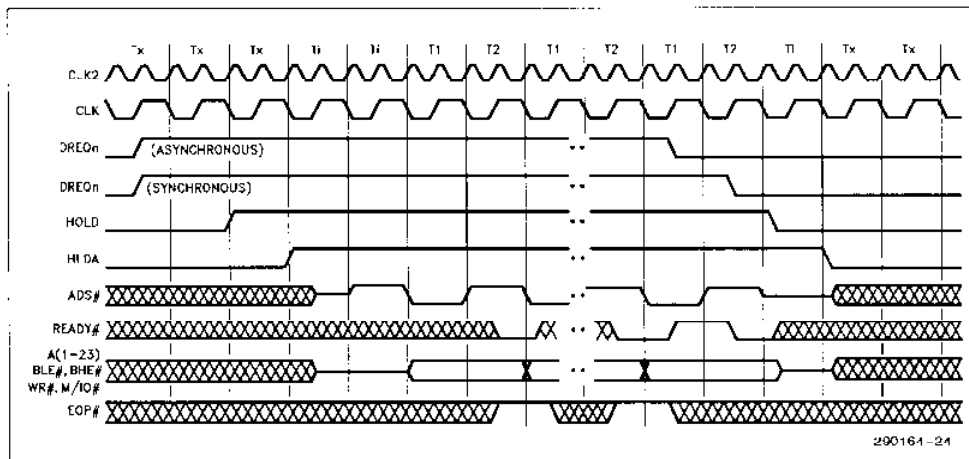 Tx Tx Tx Ti Ti T1 T2 T1 T2 T1 T2 Ti Tx Tx
CLK2
CLK
DREQn (ASYNCHRONOUS)
DREQn (SYNCHRONOUS)
HOLD
HLDA
ADS#
READY#
A(1-23)
BLE#, BHE#
WR#, M/IO#
EOP#
290164-24